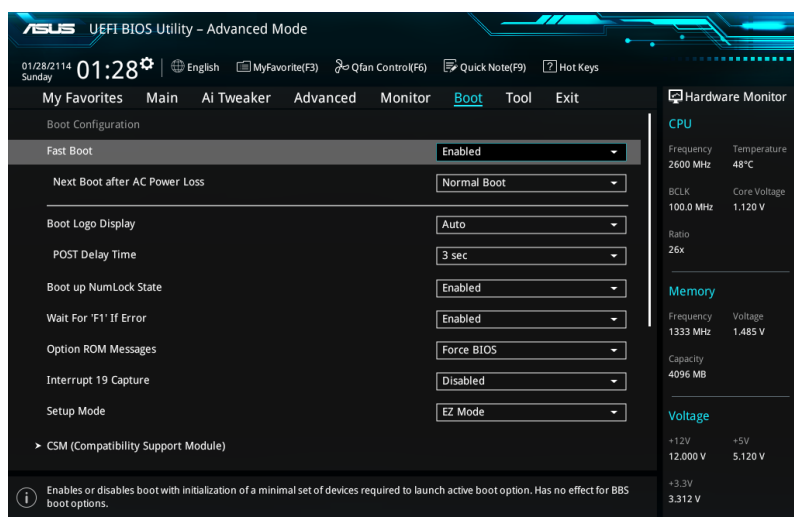 ASUS UEFI BIOS Utility – Advanced Mode
01/28/2114
Sunday
01:28
English
MyFavorite(F3)
Qfan Control(F6)
Quick Note(F9)
? Hot Keys
My Favorites Main Ai Tweaker Advanced Monitor Boot Tool Exit
Boot Configuration
Fast Boot Enabled
Next Boot after AC Power Loss Normal Boot
Boot Logo Display Auto
POST Delay Time 3 sec
Boot up NumLock State Enabled
Wait For 'F1' If Error Enabled
Option ROM Messages Force BIOS
Interrupt 19 Capture Disabled
Setup Mode EZ Mode
> CSM (Compatibility Support Module)
i Enables or disables boot with initialization of a minimal set of devices required to launch active boot option. Has no effect for BBS
boot options.
Hardware Monitor
CPU
Frequency Temperature
2600 MHz 48°C
BCLK Core Voltage
100.0 MHz 1.120 V
Ratio
26x
Memory
Frequency Voltage
1333 MHz 1.485 V
Capacity
4096 MB
Voltage
+12V +5V
12.000 V 5.120 V
+3.3V
3.312 V